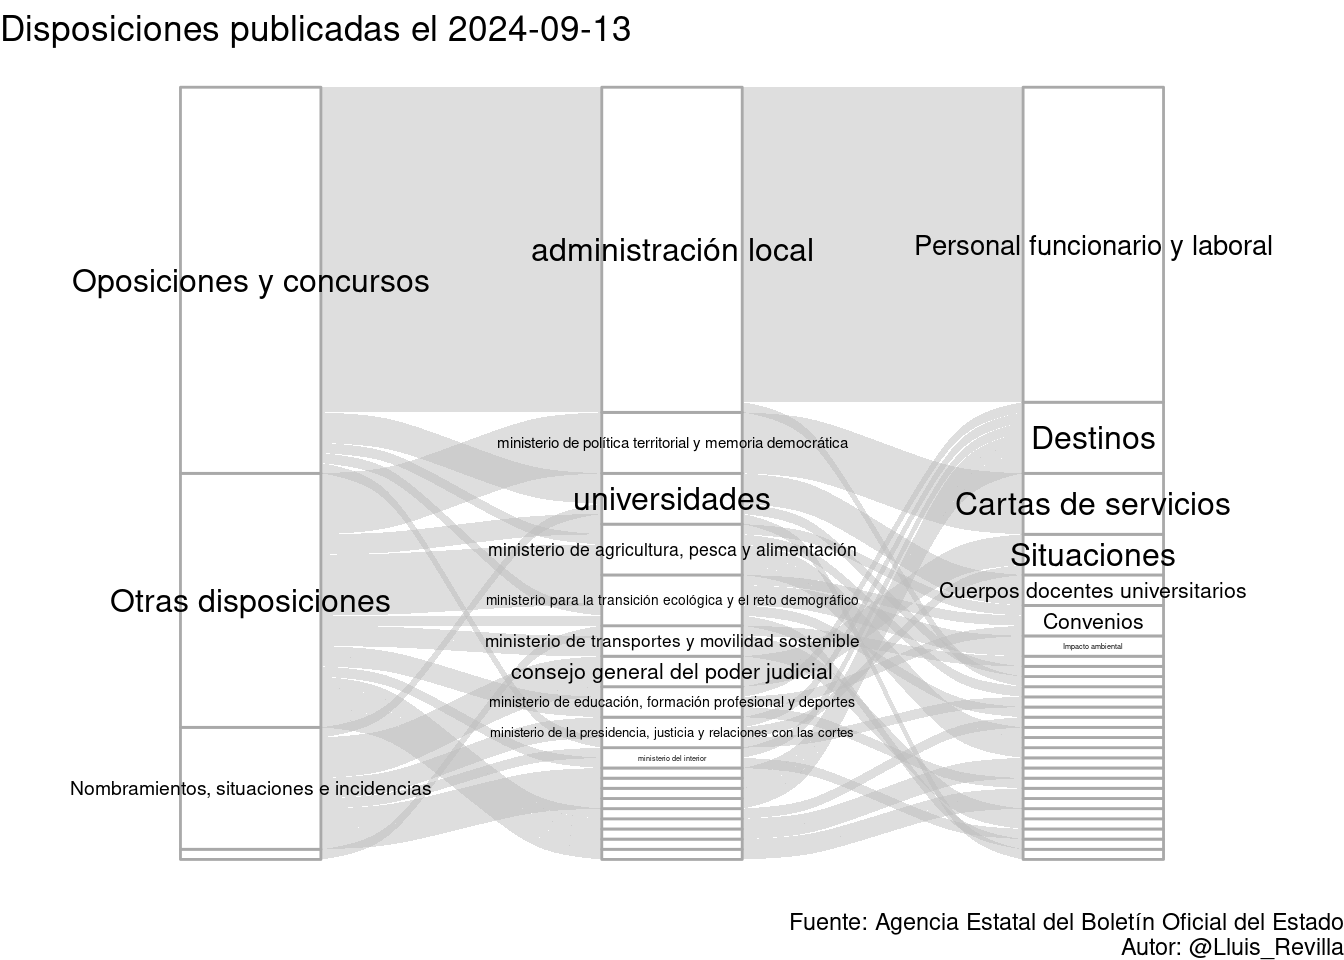 Disposiciones publicadas el 2024-09-13
Oposiciones y concursos
Otras disposiciones
Nombramientos, situaciones e incidencias
administración local
ministerio de política territorial y memoria democrática
universidades
ministerio de agricultura, pesca y alimentación
ministerio para la transición ecológica y el reto demográfico
ministerio de transportes y movilidad sostenible
consejo general del poder judicial
ministerio de educación, formación profesional y deportes
ministerio de la presidencia, justicia y relaciones con las cortes
ministerio del interior
Personal funcionario y laboral
Destinos
Cartas de servicios
Situaciones
Cuerpos docentes universitarios
Convenios
Impacto ambiental
Fuente: Agencia Estatal del Boletín Oficial del Estado
Autor: @Lluis_Revilla